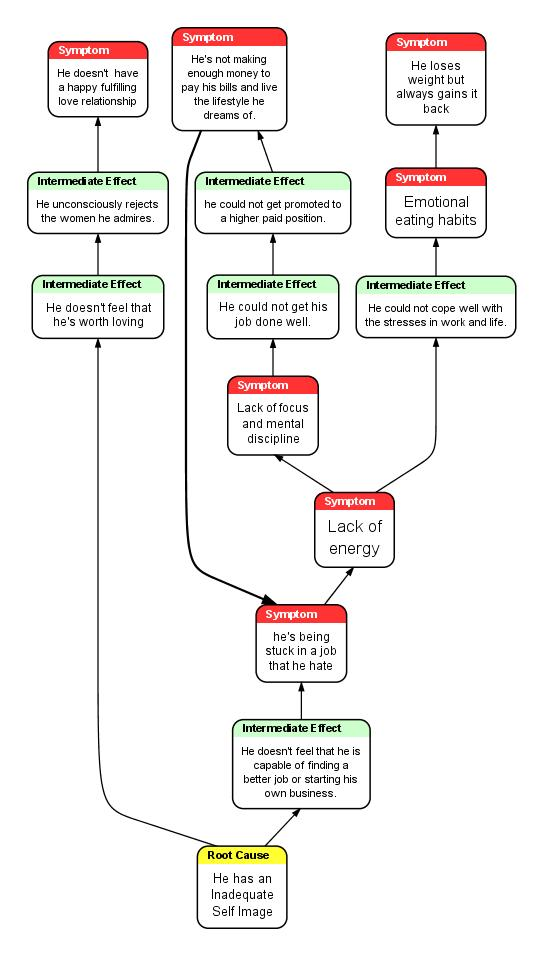 Symptom
He doesn't have
a happy fulfilling
love relationship
Symptom
He's not making
enough money to
pay his bills and live
the lifestyle he
dreams of.
Symptom
He loses
weight but
always gains it
back
Intermediate Effect
He unconsciously rejects
the women he admires.
Intermediate Effect
he could not get promoted to
a higher paid position.
Symptom
Emotional
eating habits
Intermediate Effect
He doesn't feel that
he's worth loving
Intermediate Effect
He could not get his
job done well.
Intermediate Effect
He could not cope well with
the stresses in work and life.
Symptom
Lack of focus
and mental
discipline
Symptom
Lack of
energy
Symptom
he's being
stuck in a job
that he hate
Intermediate Effect
He doesn't feel that he is
capable of finding a
better job or starting his
own business.
Root Cause
He has an
Inadequate
Self Image